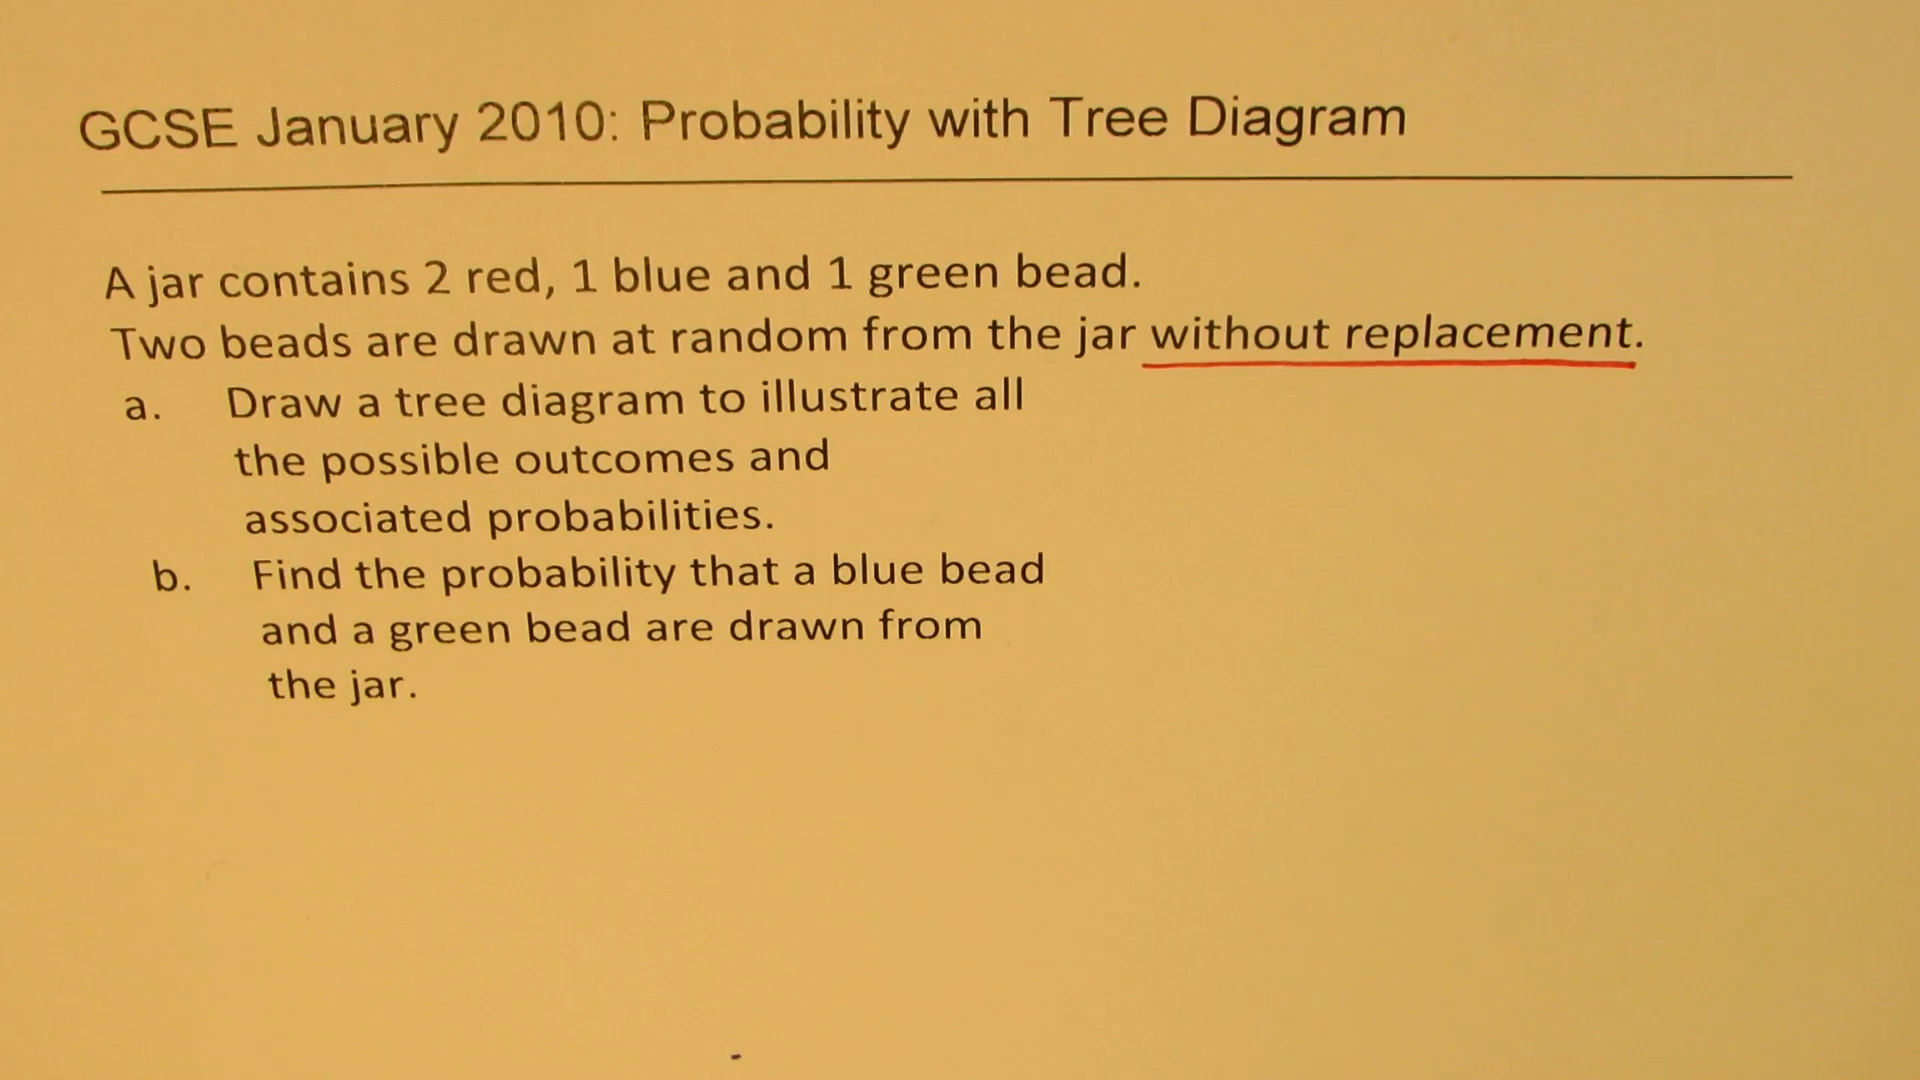 GCSE January 2010: Probability with Tree Diagram
A jar contains 2 red, 1 blue and 1 green bead.
Two beads are drawn at random from the jar without replacement.
a. Draw a tree diagram to illustrate all
the possible outcomes and
associated probabilities.
b. Find the probability that a blue bead
and a green bead are drawn from
the jar.